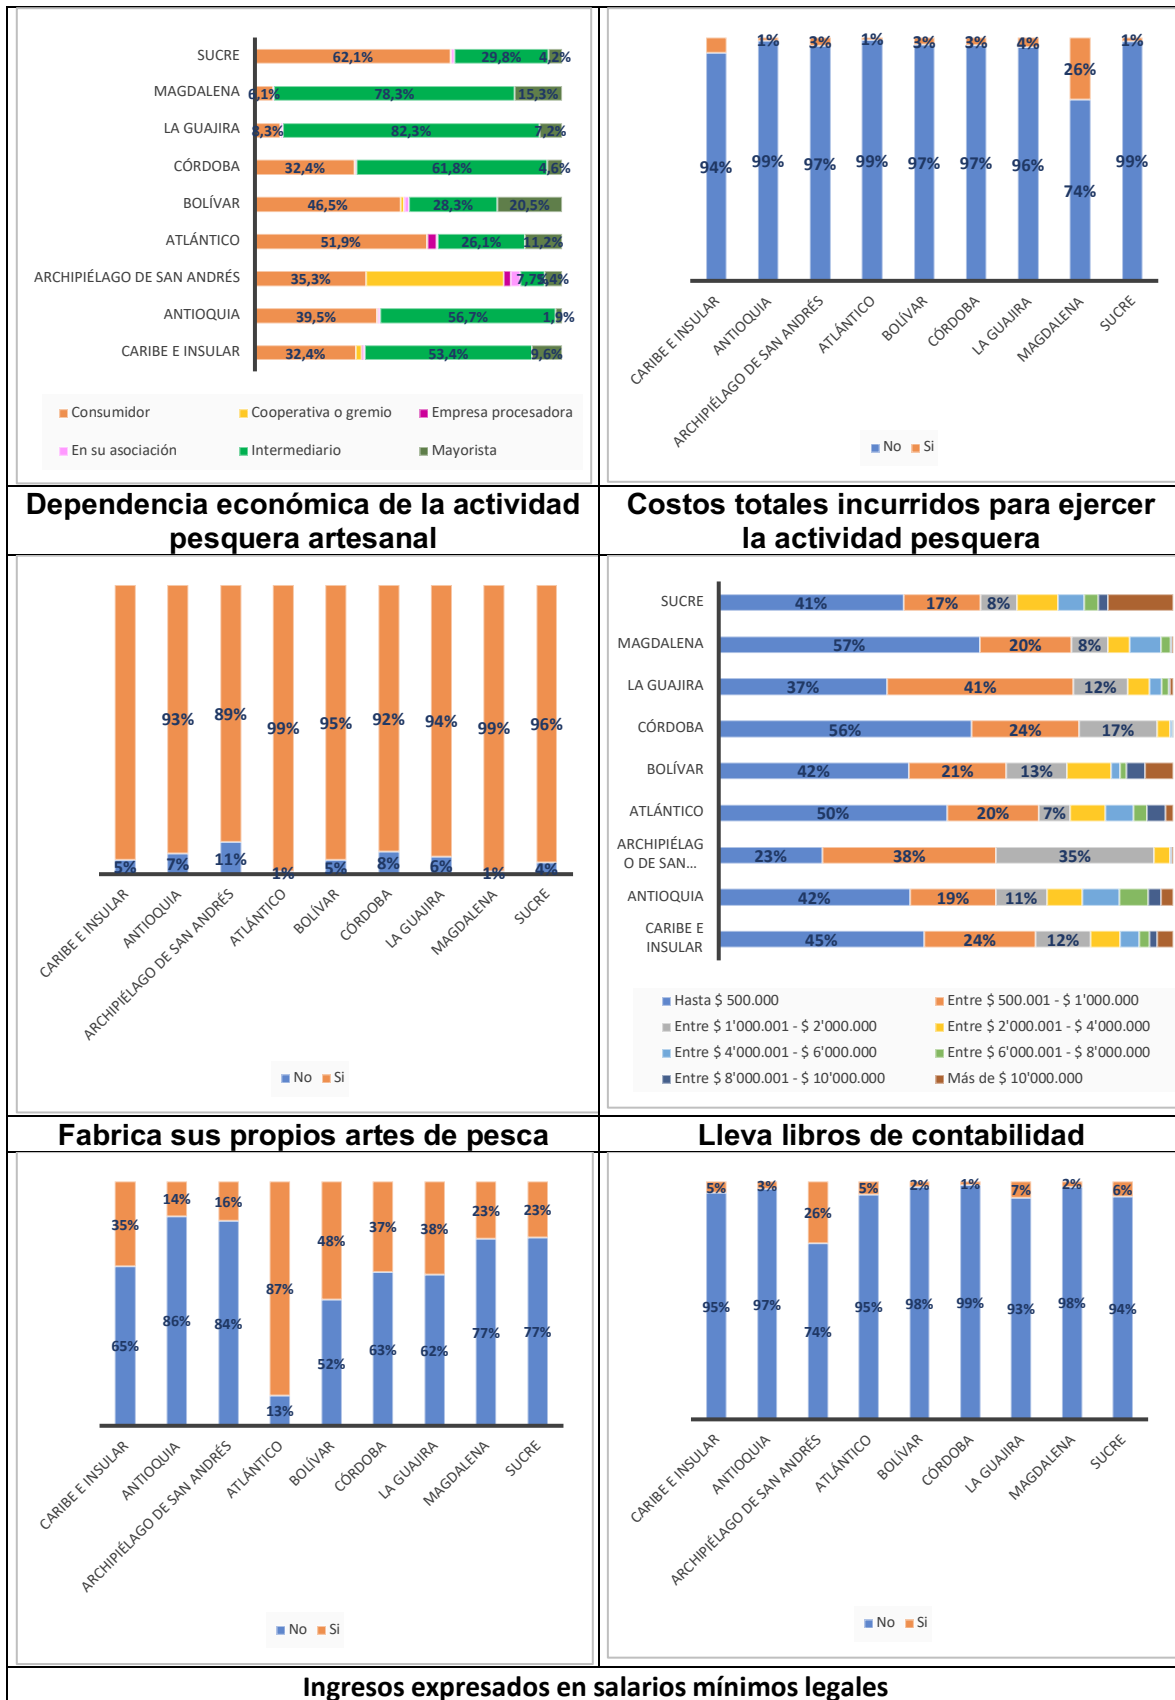 SUCRE
62,1%
29,8%
4,2%
MAGDALENA
6,1%
78,3%
15,3%
LA GUAJIRA
8,3%
82,3%
7,2%
CÓRDOBA
32,4%
61,8%
4,6%
BOLÍVAR
46,5%
28,3%
20,5%
ATLÁNTICO
51,9%
26,1%
11,2%
ARCHIPIÉLAGO DE SAN ANDRÉS
35,3%
7,7%
ANTIOQUIA
39,5%
56,7%
1,9%
CARIBE E INSULAR
32,4%
53,4%
9,6%
Consumidor
Cooperativa o gremio
Empresa procesadora
En su asociación
Intermediario
Mayorista
1%
3%
1%
3%
3%
4%
26%
1%
94%
99%
97%
99%
97%
97%
96%
74%
99%
CARIBE E INSULAR
ANTIOQUIA
ARCHIPIÉLAGO DE SAN ANDRÉS
ATLÁNTICO
BOLÍVAR
CÓRDOBA
LA GUAJIRA
MAGDALENA
SUCRE
No
Si
Dependencia económica de la actividad
pesquera artesanal
Costos totales incurridos para ejercer
la actividad pesquera
93%
89%
99%
95%
92%
94%
99%
96%
5%
7%
11%
1%
5%
8%
6%
1%
4%
CARIBE E INSULAR
ANTIOQUIA
ARCHIPIÉLAGO DE SAN ANDRÉS
ATLÁNTICO
BOLÍVAR
CÓRDOBA
LA GUAJIRA
MAGDALENA
SUCRE
No
Si
SUCRE
41%
17%
8%
MAGDALENA
57%
20%
8%
LA GUAJIRA
37%
41%
12%
CÓRDOBA
56%
24%
17%
BOLÍVAR
42%
21%
13%
ATLÁNTICO
50%
20%
7%
ARCHIPIÉLAG
O DE SAN...
23%
38%
35%
ANTIOQUIA
42%
19%
11%
CARIBE E
INSULAR
45%
24%
12%
Hasta $ 500.000
Entre $ 500.001 - $ 1'000.000
Entre $ 1'000.001 - $ 2'000.000
Entre $ 2'000.001 - $ 4'000.000
Entre $ 4'000.001 - $ 6'000.000
Entre $ 6'000.001 - $ 8'000.000
Entre $ 8'000.001 - $ 10'000.000
Más de $ 10'000.000
Fabrica sus propios artes de pesca
Lleva libros de contabilidad
35%
14%
16%
87%
48%
37%
38%
23%
23%
65%
86%
84%
13%
52%
63%
62%
77%
77%
CARIBE E INSULAR
ANTIOQUIA
ARCHIPIÉLAGO DE SAN ANDRÉS
ATLÁNTICO
BOLÍVAR
CÓRDOBA
LA GUAJIRA
MAGDALENA
SUCRE
No
Si
5%
3%
26%
5%
2%
1%
7%
2%
6%
95%
97%
74%
95%
98%
99%
93%
98%
94%
CARIBE E INSULAR
ANTIOQUIA
ARCHIPIÉLAGO DE SAN ANDRÉS
ATLÁNTICO
BOLÍVAR
CÓRDOBA
LA GUAJIRA
MAGDALENA
SUCRE
No
Si
Ingresos expresados en salarios mínimos legales